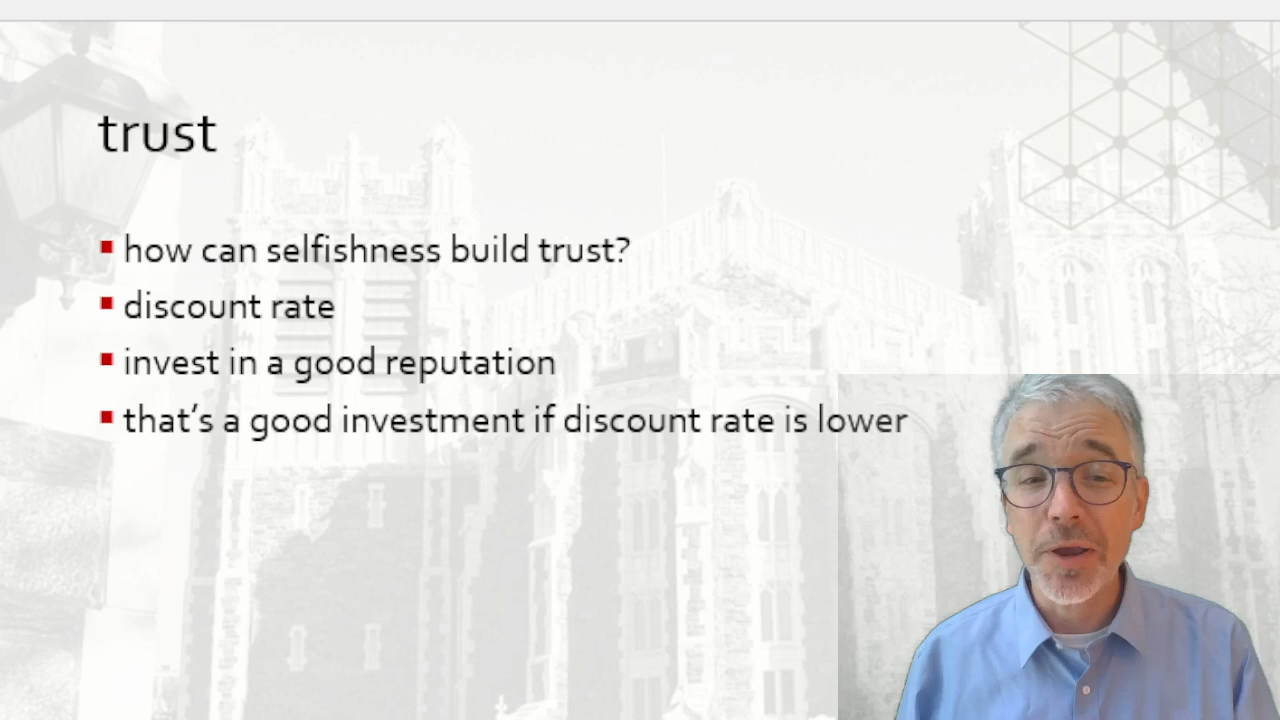 trust
how can selfishness build trust?
discount rate
invest in a good reputation
that's a good investment if discount rate is lower